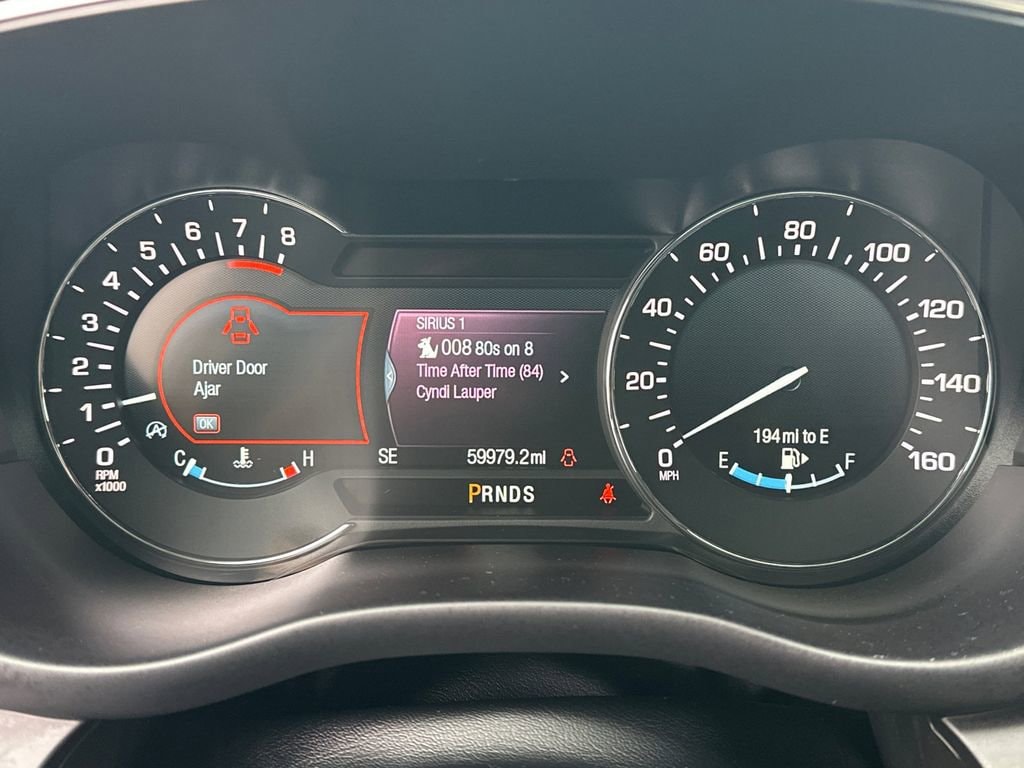 0
1
2
3
4
5
6
7
8
RPM
x1000
Driver Door
Ajar
OK
C
H
SIRIUS 1
008 80s on 8
Time After Time (84)
Cyndi Lauper
SE
59979.2mi
PRNDS
0
20
40
60
80
100
120
140
160
MPH
194mi to E
E
F